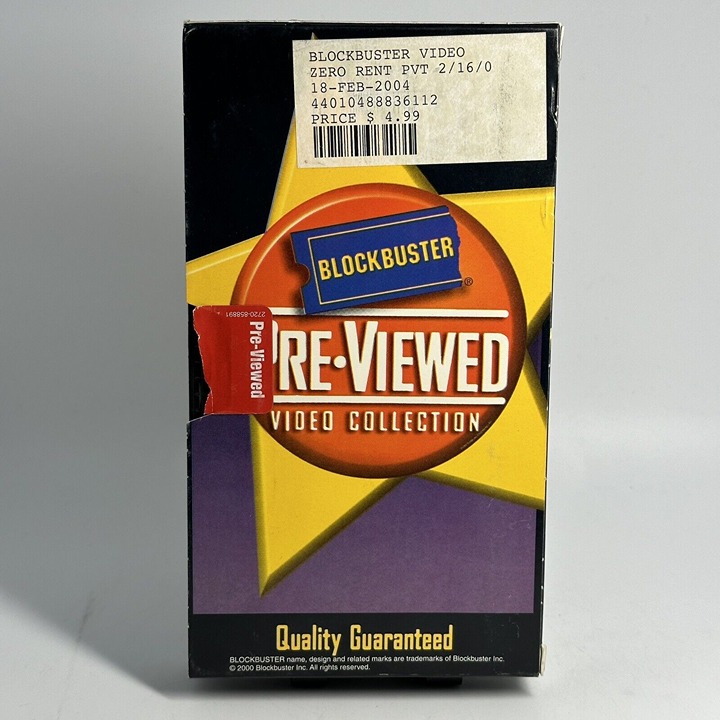 BLOCKBUSTER VIDEO
ZERO RENT PVT 2/16/0
18-FEB-2004
44010488836112
PRICE $ 4.99
BLOCKBUSTER®
2720-858891
Pre-Viewed
PRE·VIEWED
VIDEO COLLECTION
Quality Guaranteed
BLOCKBUSTER name, design and related marks are trademarks of Blockbuster Inc.
© 2000 Blockbuster Inc. All rights reserved.